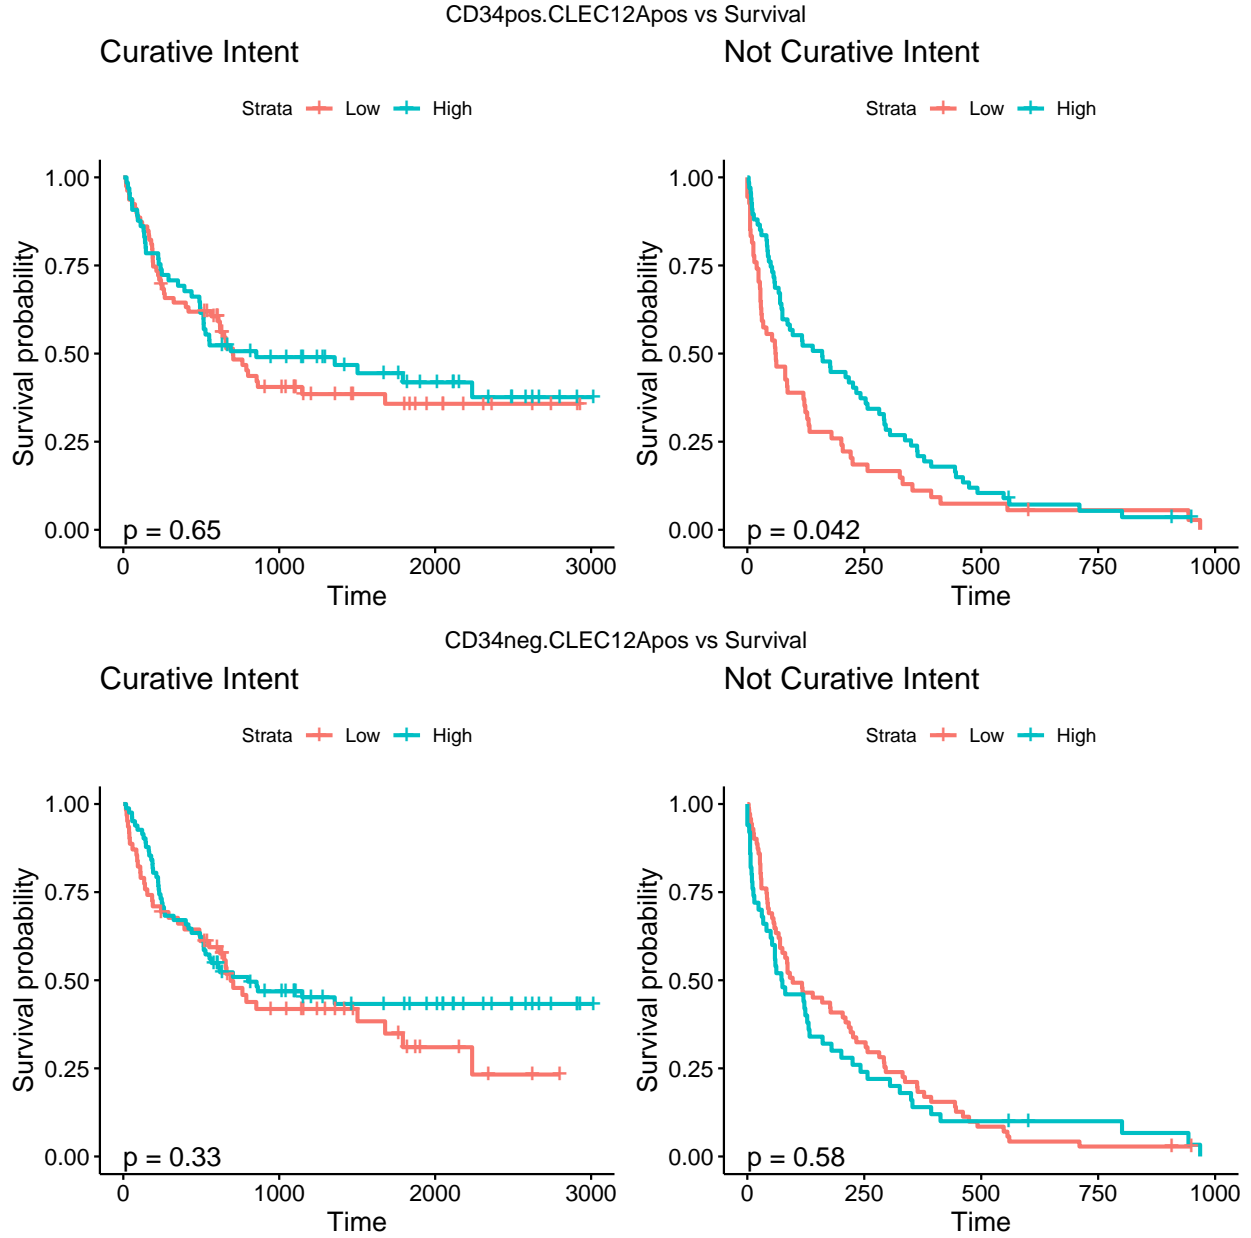 CD34pos.CLEC12Apos vs Survival
Curative Intent
Strata Low High
1.00
0.75
0.50
0.25
0.00
Survival probability
p = 0.65
0 1000 2000 3000
Time
Not Curative Intent
Strata Low High
1.00
0.75
0.50
0.25
0.00
Survival probability
p = 0.042
0 250 500 750 1000
Time
CD34neg.CLEC12Apos vs Survival
Curative Intent
Strata Low High
1.00
0.75
0.50
0.25
0.00
Survival probability
p = 0.33
0 1000 2000 3000
Time
Not Curative Intent
Strata Low High
1.00
0.75
0.50
0.25
0.00
Survival probability
p = 0.58
0 250 500 750 1000
Time